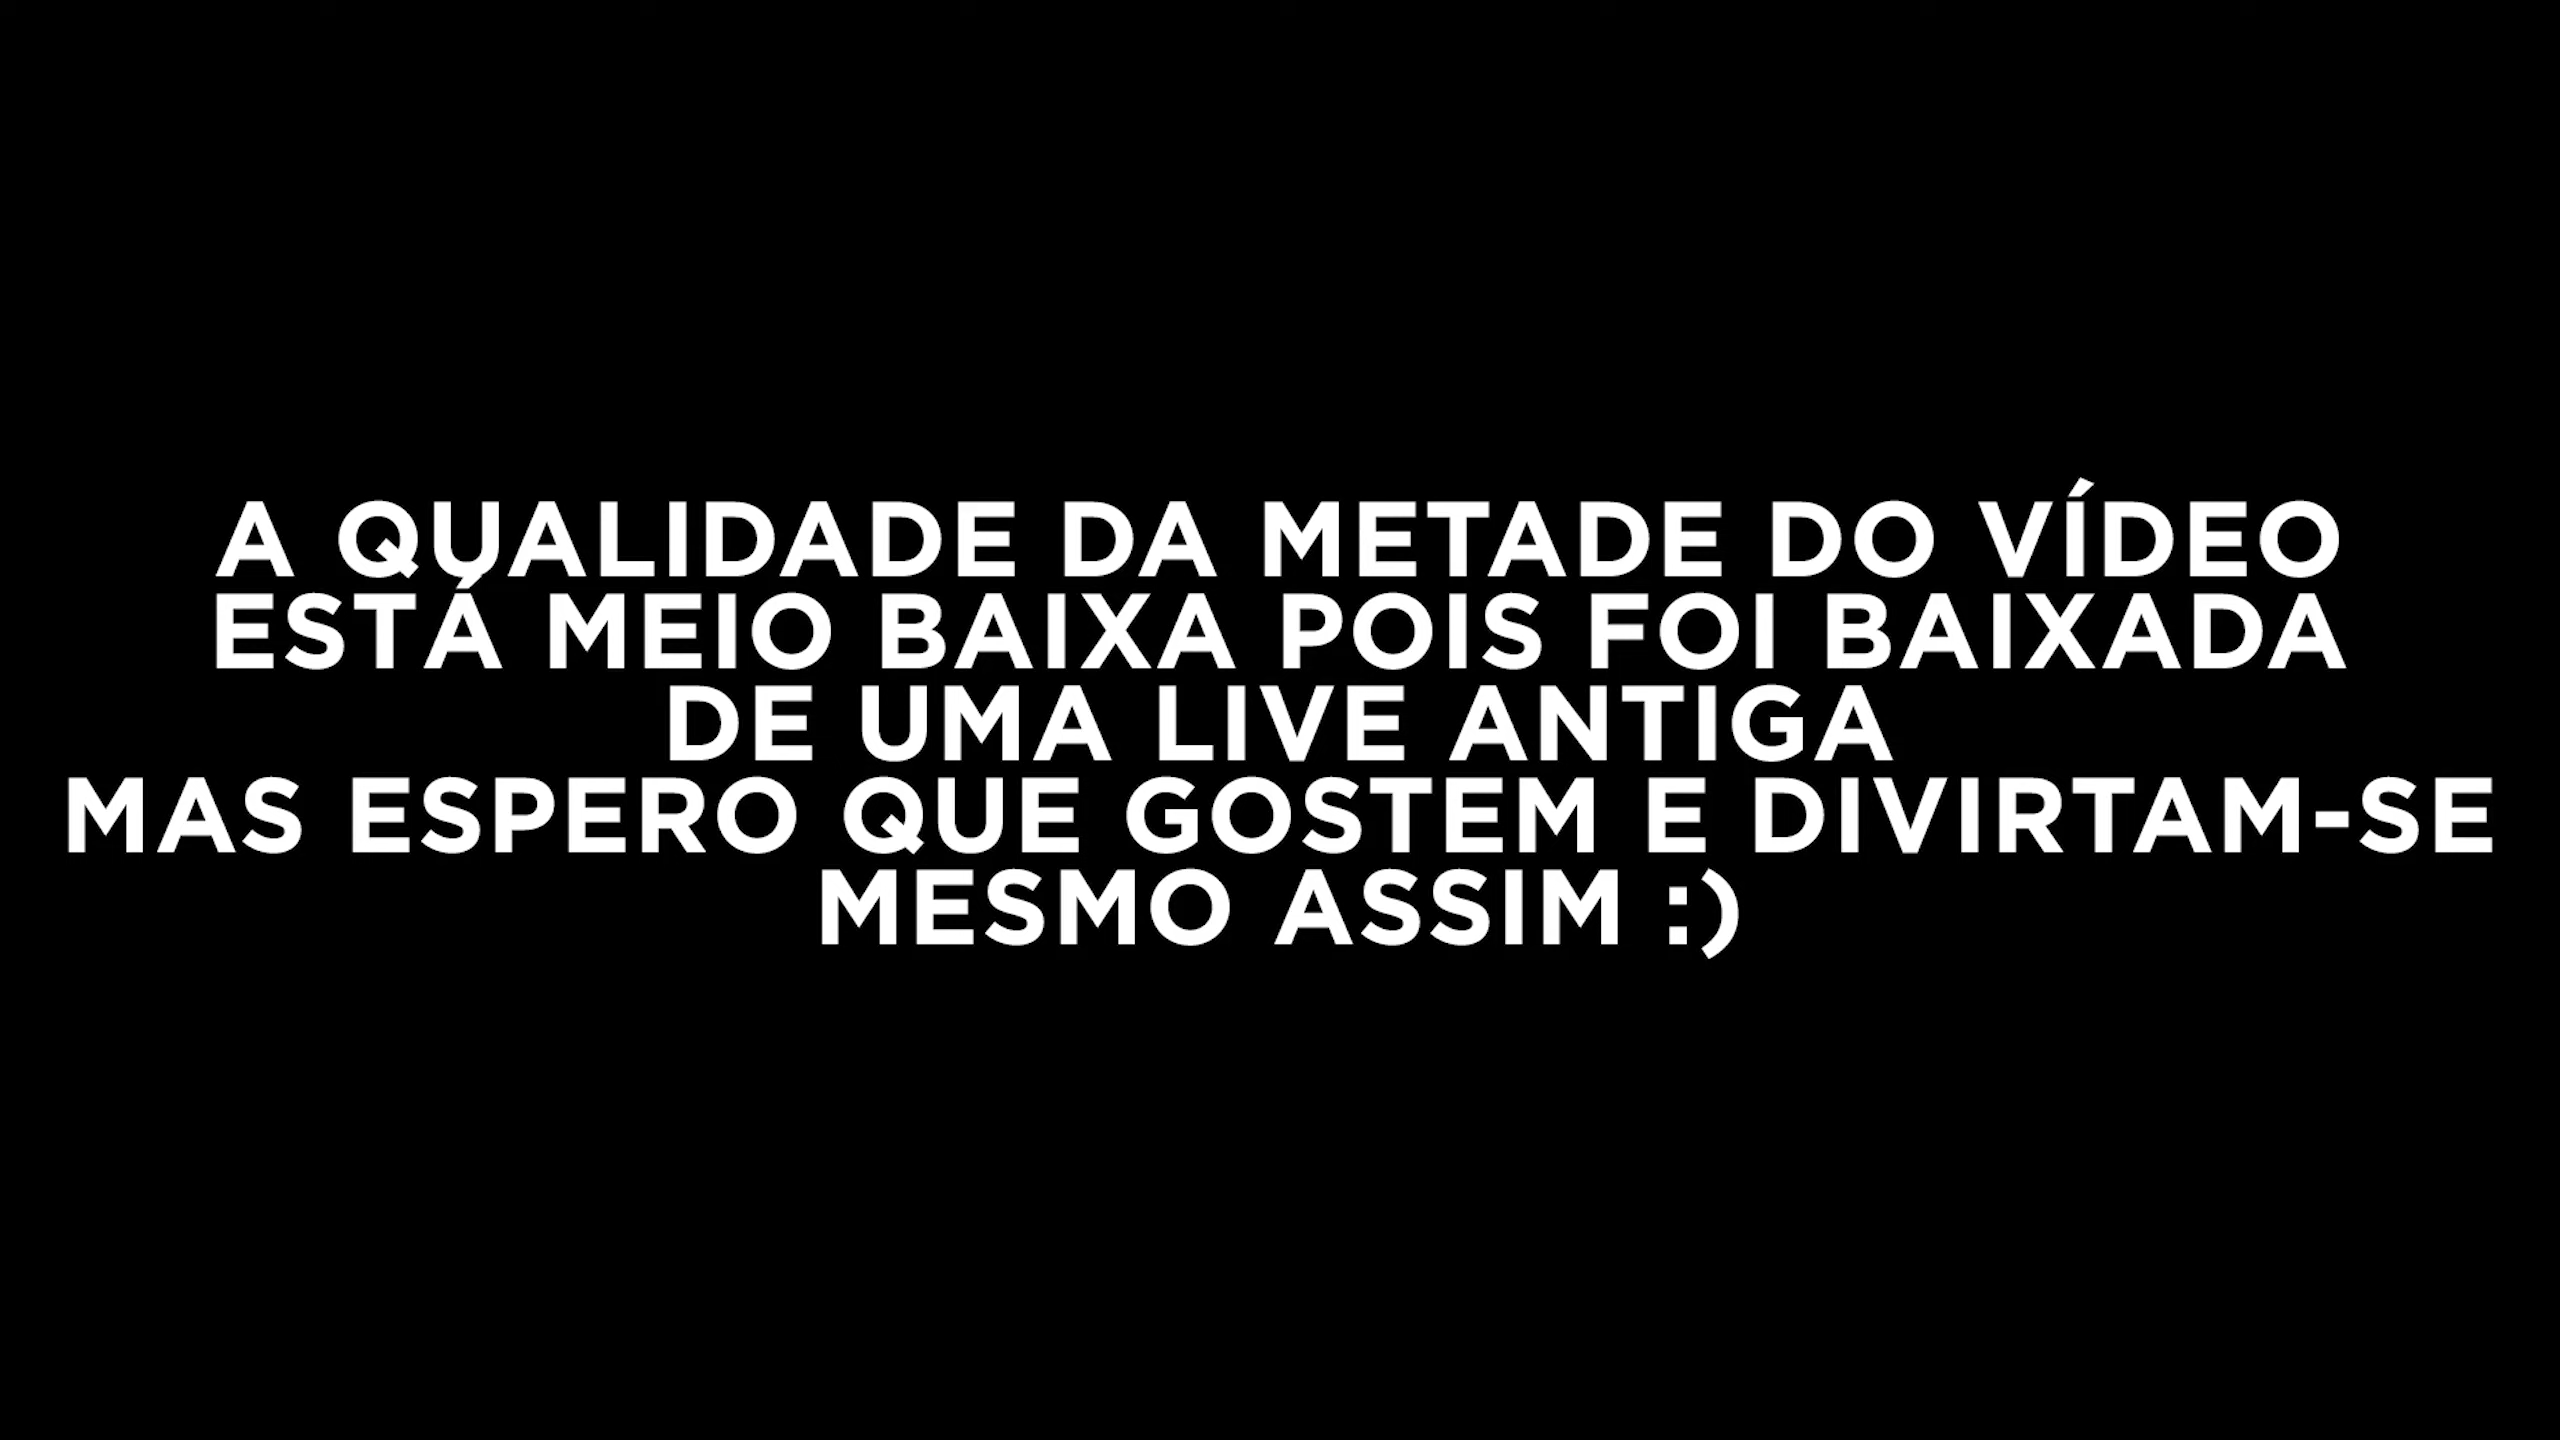 A QUALIDADE DA METADE DO VÍDEO
ESTÁ MEIO BAIXA POIS FOI BAIXADA
DE UMA LIVE ANTIGA
MAS ESPERO QUE GOSTEM E DIVIRTAM-SE
MESMO ASSIM :)